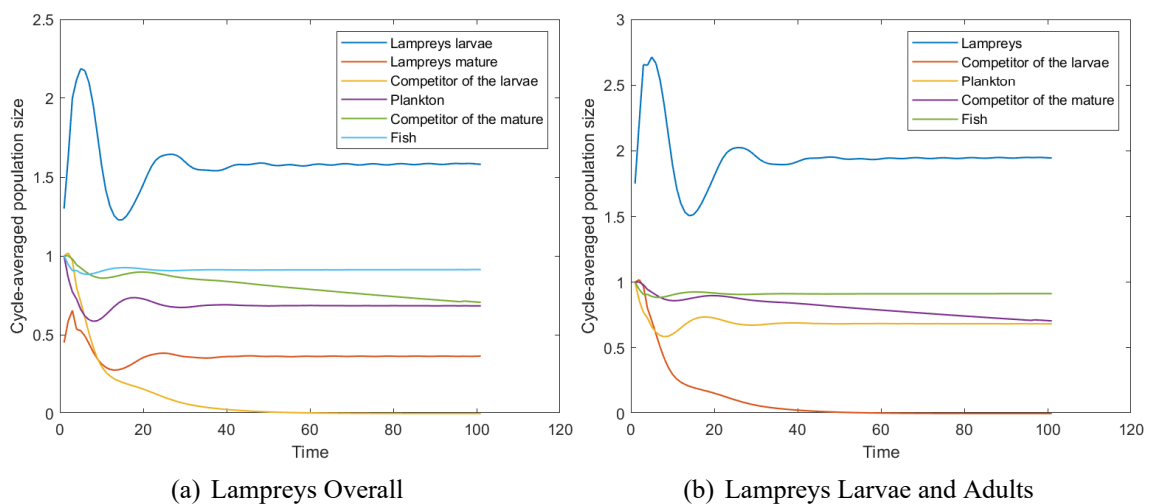 2.5
2
1.5
1
0.5
0
Cycle-averaged population size
0 20 40 60 80 100 120
Time
Lampreys larvae
Lampreys mature
Competitor of the larvae
Plankton
Competitor of the mature
Fish
(a) Lampreys Overall
3
2.5
2
1.5
1
0.5
0
Cycle-averaged population size
0 20 40 60 80 100 120
Time
Lampreys
Competitor of the larvae
Plankton
Competitor of the mature
Fish
(b) Lampreys Larvae and Adults